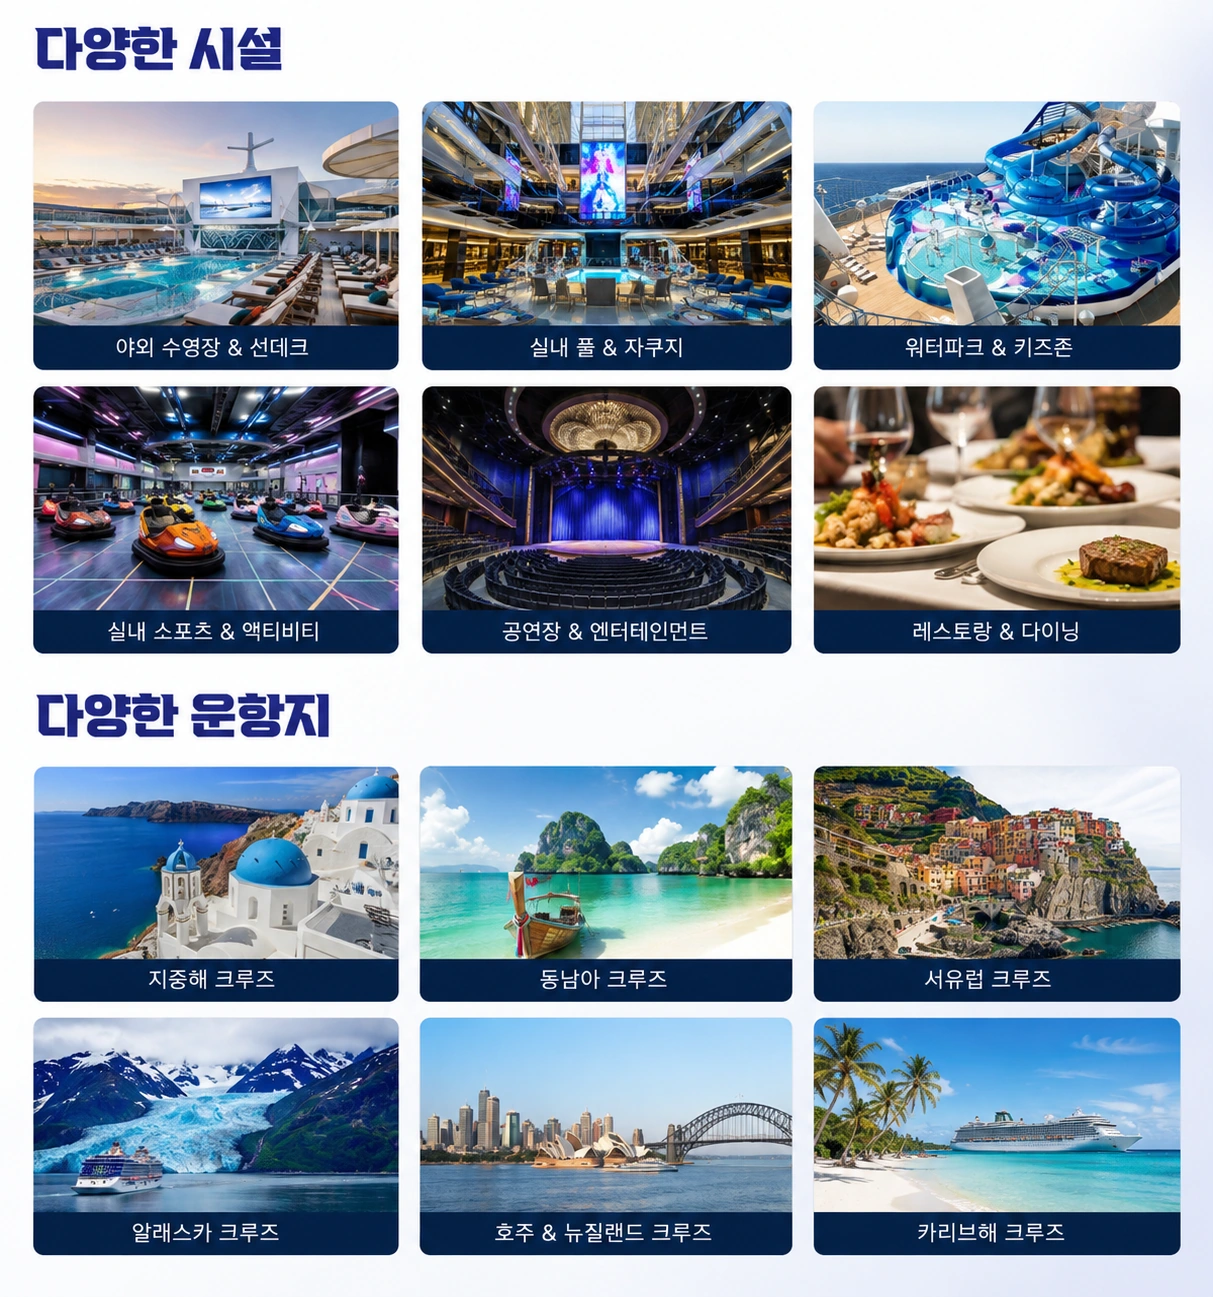 다양한 시설
야외 수영장 & 선데크
실내 풀 & 자쿠지
워터파크 & 키즈존
실내 소포츠 & 액티비티
공연장 & 엔터테인먼트
레스토랑 & 다이닝
다양한 운항지
지중해 크루즈
동남아 크루즈
서유럽 크루즈
알래스카 크루즈
호주 & 뉴질랜드 크루즈
카리브해 크루즈